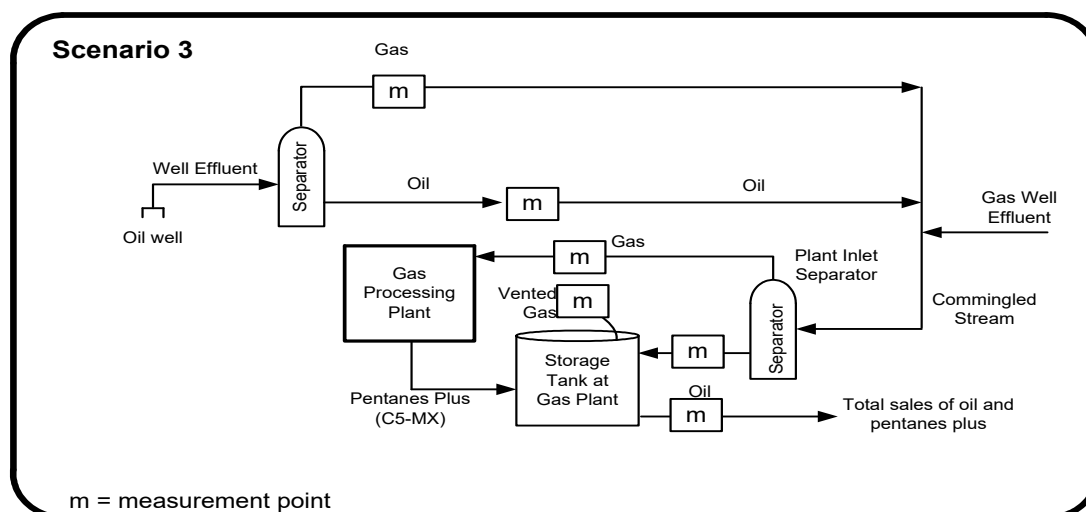 Scenario 3
Gas
m
Well Effluent
Separator
Oil
m
Oil
Oil well
Gas Well
Effluent
Gas
m
Plant Inlet
Separator
Gas
Processing
Plant
Vented
Gas
m
Commingled
Stream
Separator
m
Storage
Tank at
Gas Plant
Pentanes Plus
(C5-MX)
Oil
m
Total sales of oil and
pentanes plus
m = measurement point